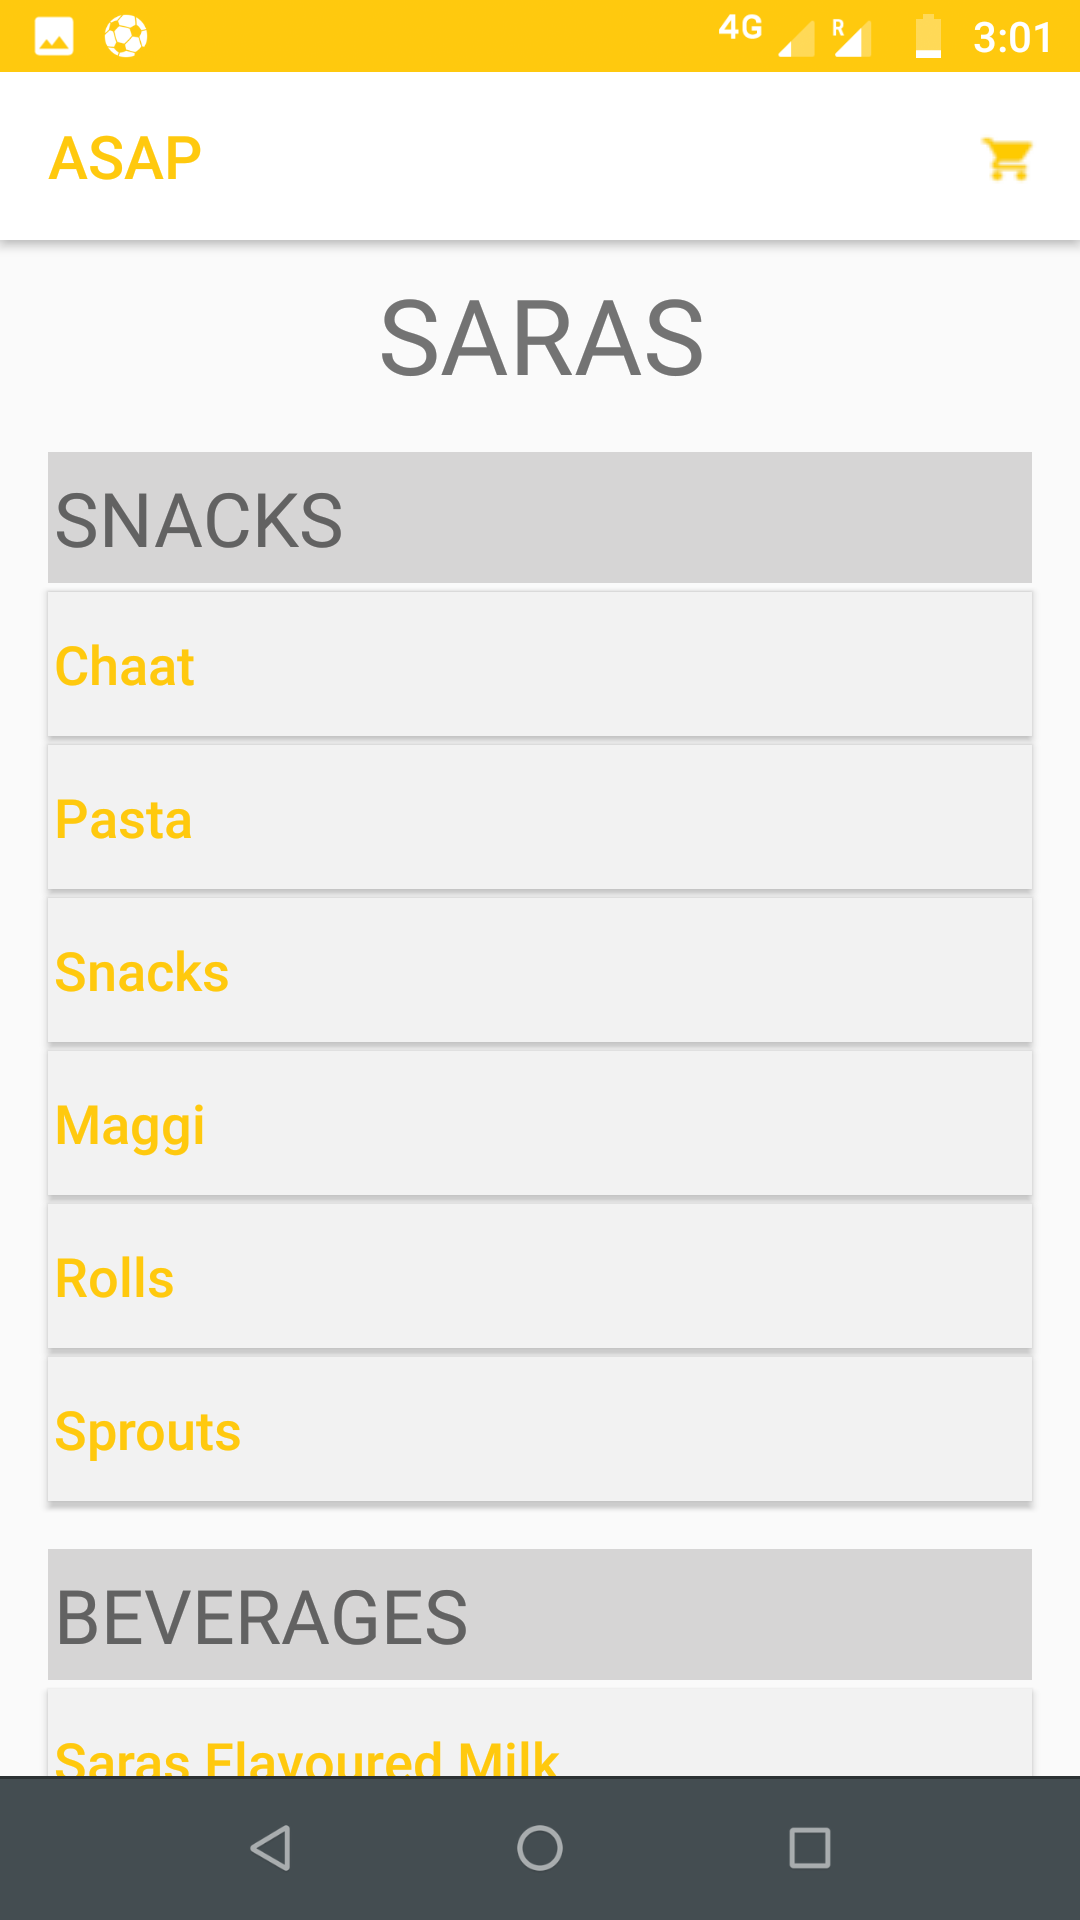 4G R 3:01
ASAP
SARAS
SNACKS
Chaat
Pasta
Snacks
Maggi
Rolls
Sprouts
BEVERAGES
Saras Flavoured Milk